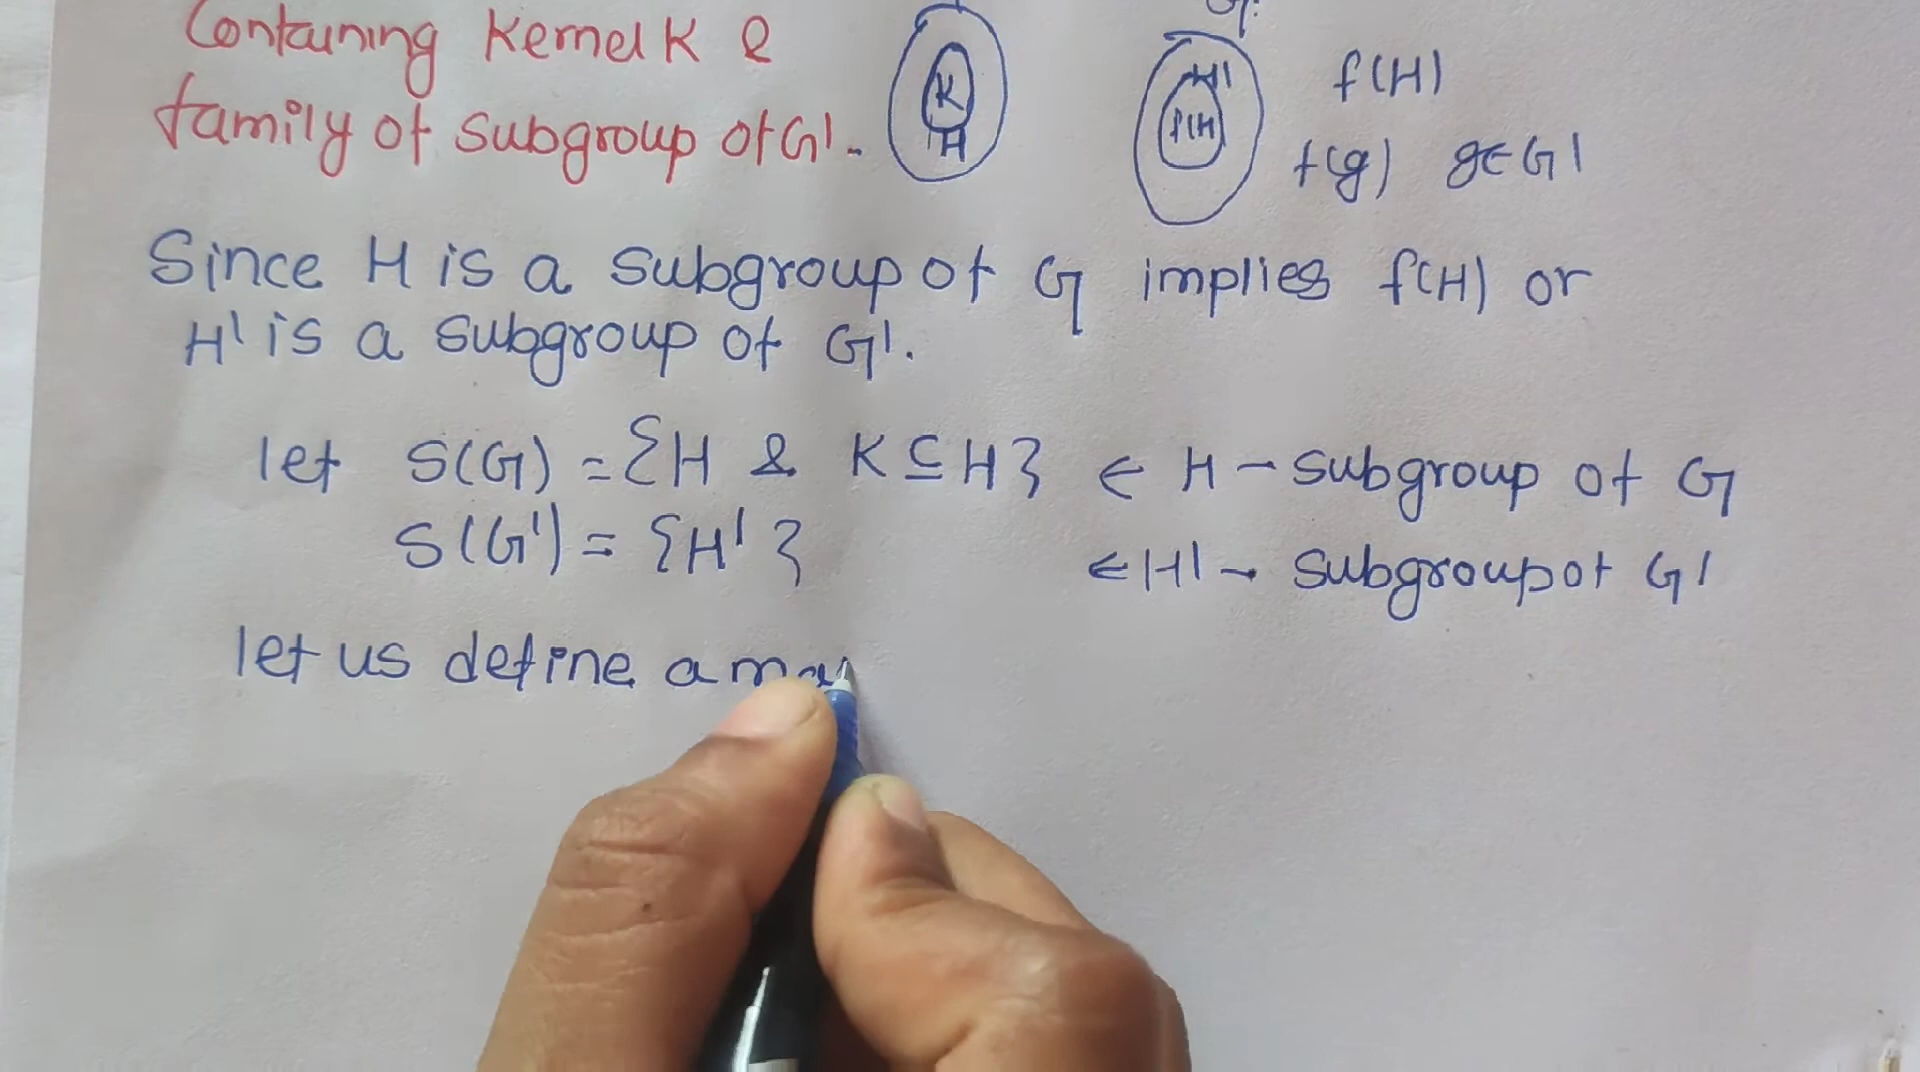 Containing Kernel K &
family of subgroup of G'.
K
H
G'
H'
f(H)
f(H)
f(g) g∈G'
Since H is a subgroup of G implies f(H) or
H' is a subgroup of G'.
let S(G) = {H & K ⊆ H} ← H - subgroup of G
S(G') = {H'} ← H' - subgroup of G'
let us define a ma